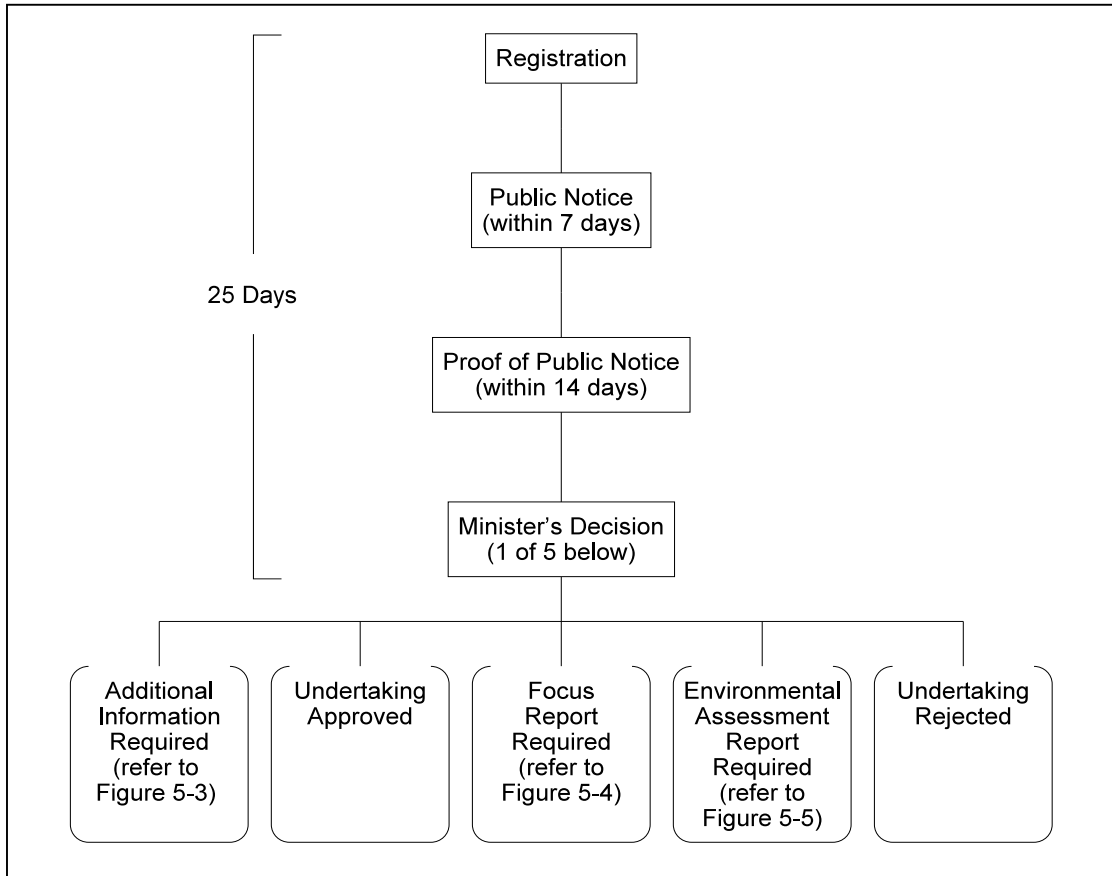 Registration
Public Notice
(within 7 days)
25 Days
Proof of Public Notice
(within 14 days)
Minister’s Decision
(1 of 5 below)
Additional
Information
Required
(refer to
Figure 5-3)
Undertaking
Approved
Focus
Report
Required
(refer to
Figure 5-4)
Environmental
Assessment
Report
Required
(refer to
Figure 5-5)
Undertaking
Rejected